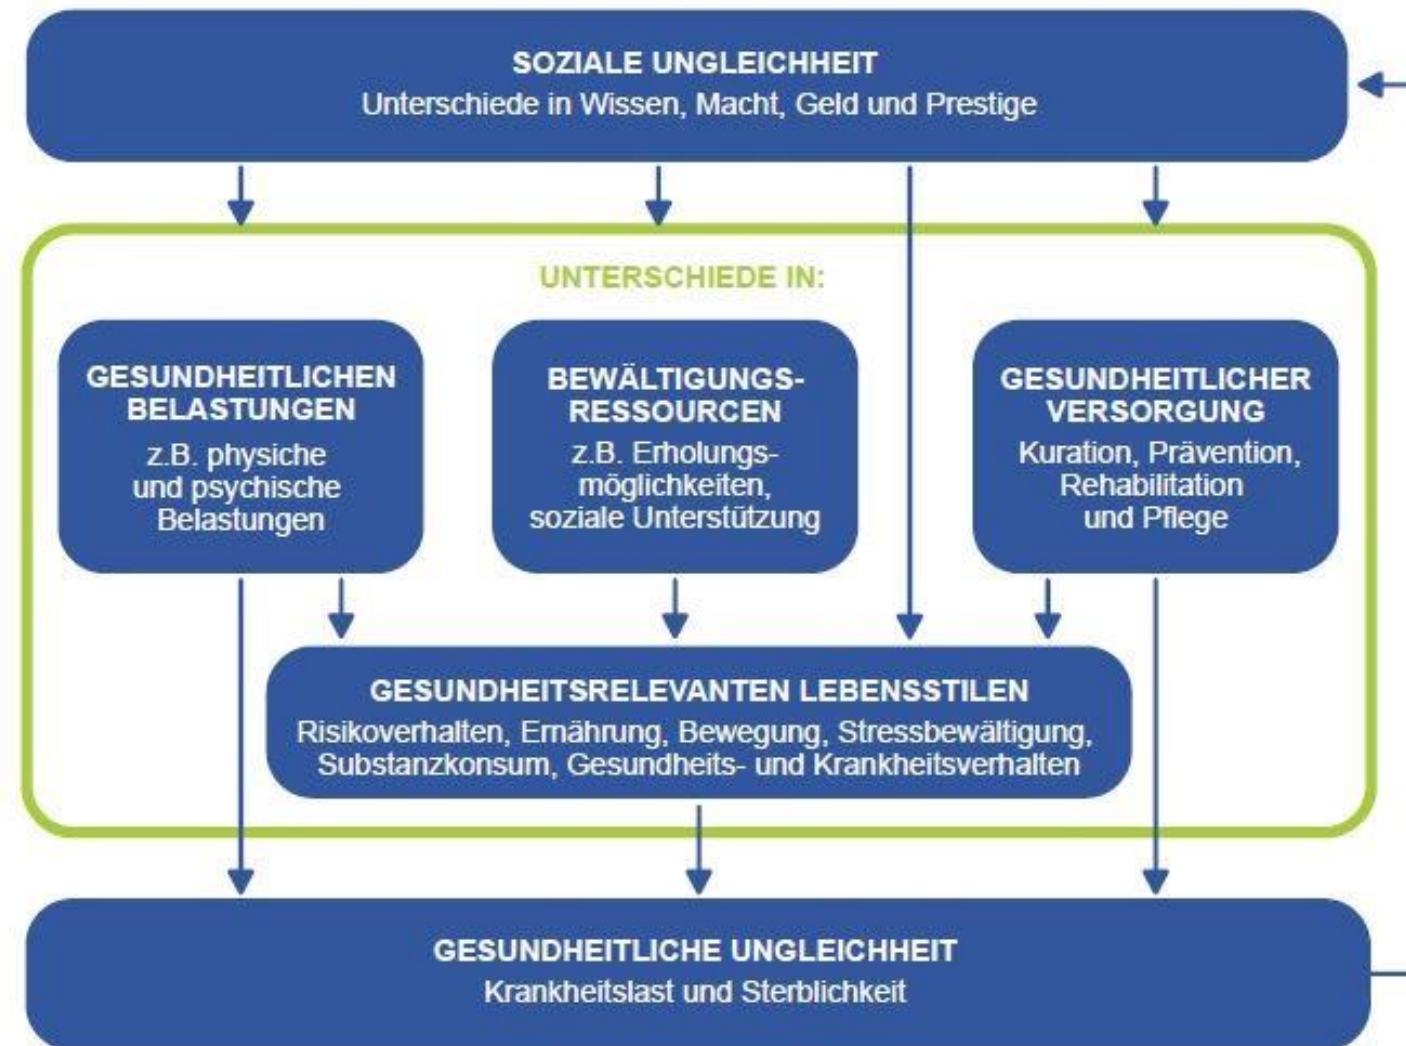 SOZIALE UNGLEICHHEIT
Unterschiede in Wissen, Macht, Geld und Prestige
UNTERSCHIEDE IN:
GESUNDHEITLICHEN
BELASTUNGEN
z.B. physiche
und psychische
Belastungen
BEWÄLTIGUNGS-
RESSOURCEN
z.B. Erholungs-
möglichkeiten,
soziale Unterstützung
GESUNDHEITLICHER
VERSORGUNG
Kuration, Prävention,
Rehabilitation
und Pflege
GESUNDHEITSRELEVANTEN LEBENSSTILEN
Risikoverhalten, Ernährung, Bewegung, Stressbewältigung,
Substanzkonsum, Gesundheits- und Krankheitsverhalten
GESUNDHEITLICHE UNGLEICHHEIT
Krankheitslast und Sterblichkeit